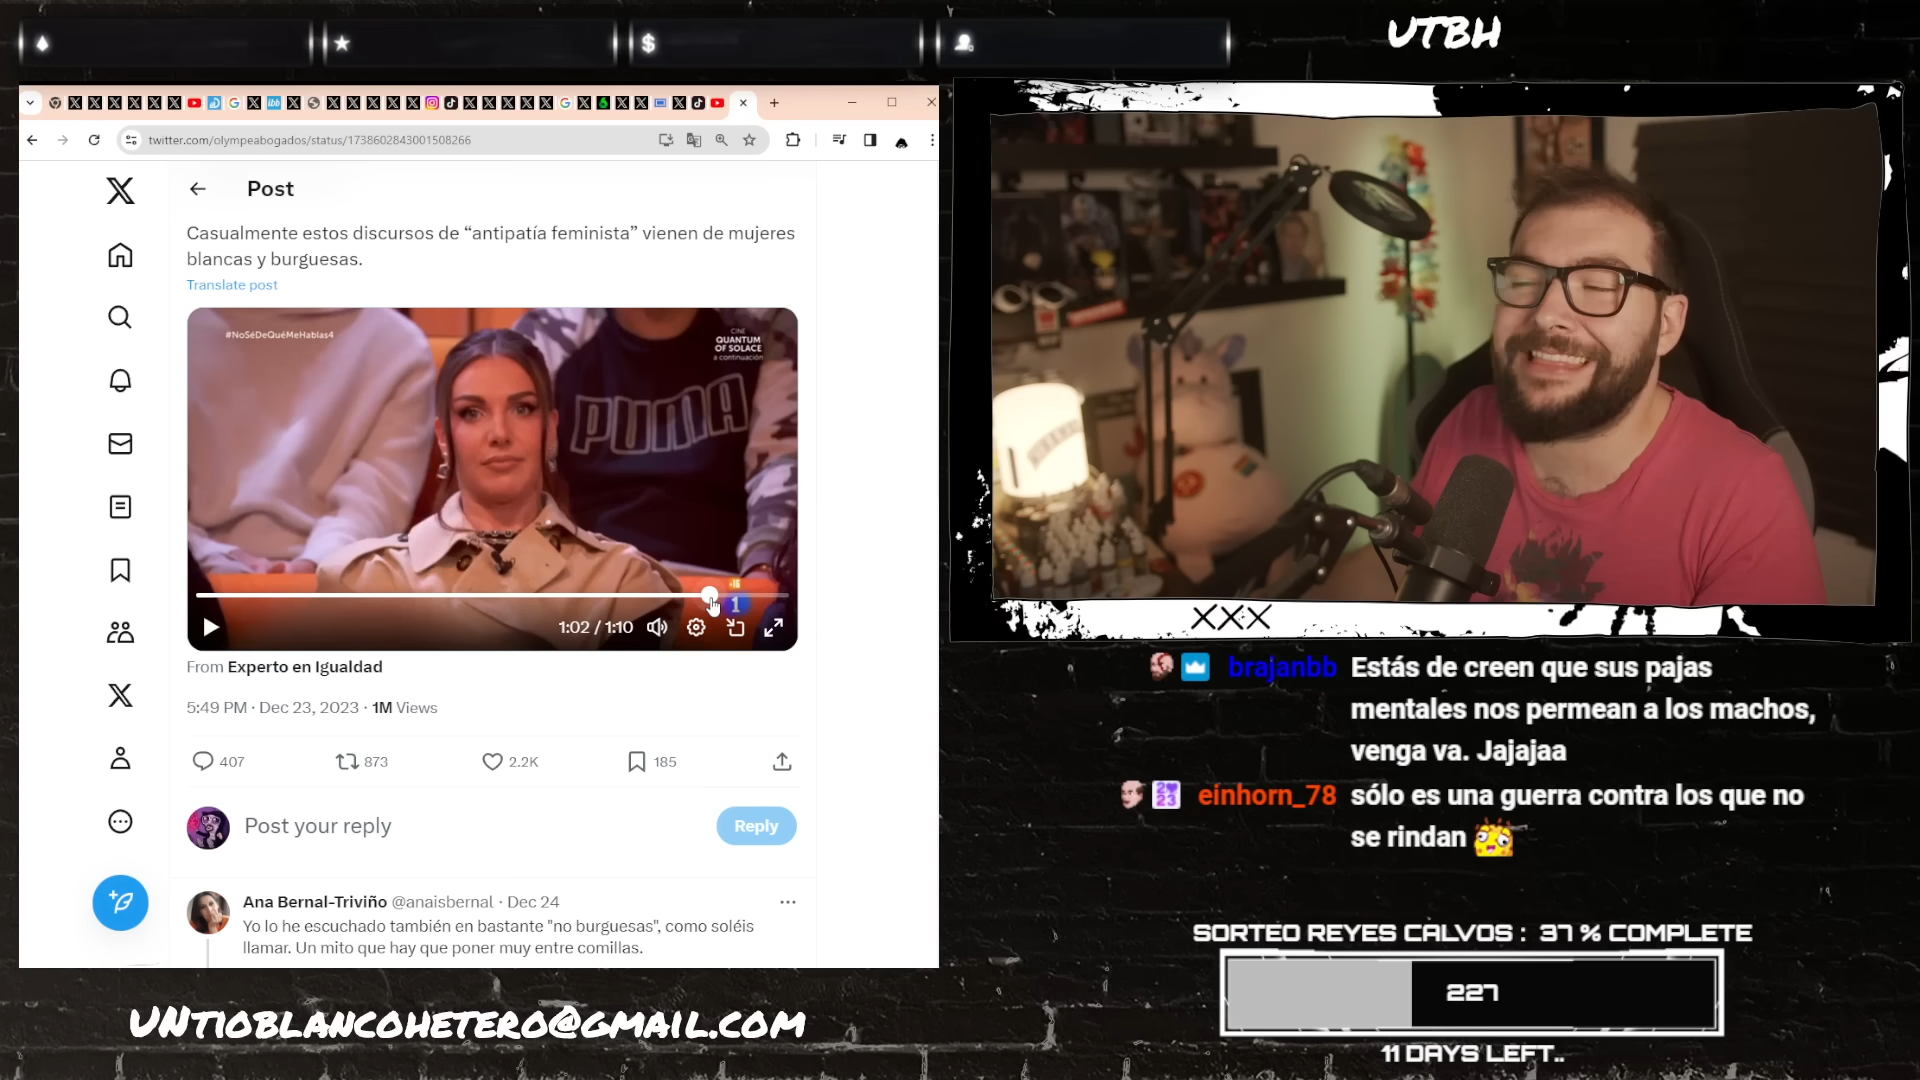 UTBH
twitter.com/olympeabogados/status/1738602843001508266
Post
Casualmente estos discursos de “antipatía feminista” vienen de mujeres
blancas y burguesas.
Translate post
#NoSéDeQuéMeHablas4
CINE
QUANTUM
OF SOLACE
a continuación
PUMA
+16
1
1:02 / 1:10
From Experto en Igualdad
5:49 PM · Dec 23, 2023 · 1M Views
407
873
2.2K
185
Post your reply
Reply
Ana Bernal-Triviño @anaisbernal · Dec 24
Yo lo he escuchado también en bastante "no burguesas", como soléis
llamar. Un mito que hay que poner muy entre comillas.
XXX
brajanbb Estás de creen que sus pajas
mentales nos permean a los machos,
venga va. Jajajaa
einhorn_78 sólo es una guerra contra los que no
se rindan
SORTEO REYES CALVOS : 37 % COMPLETE
227
11 DAYS LEFT..
UNTIOBLANCOHETERO@GMAIL.COM